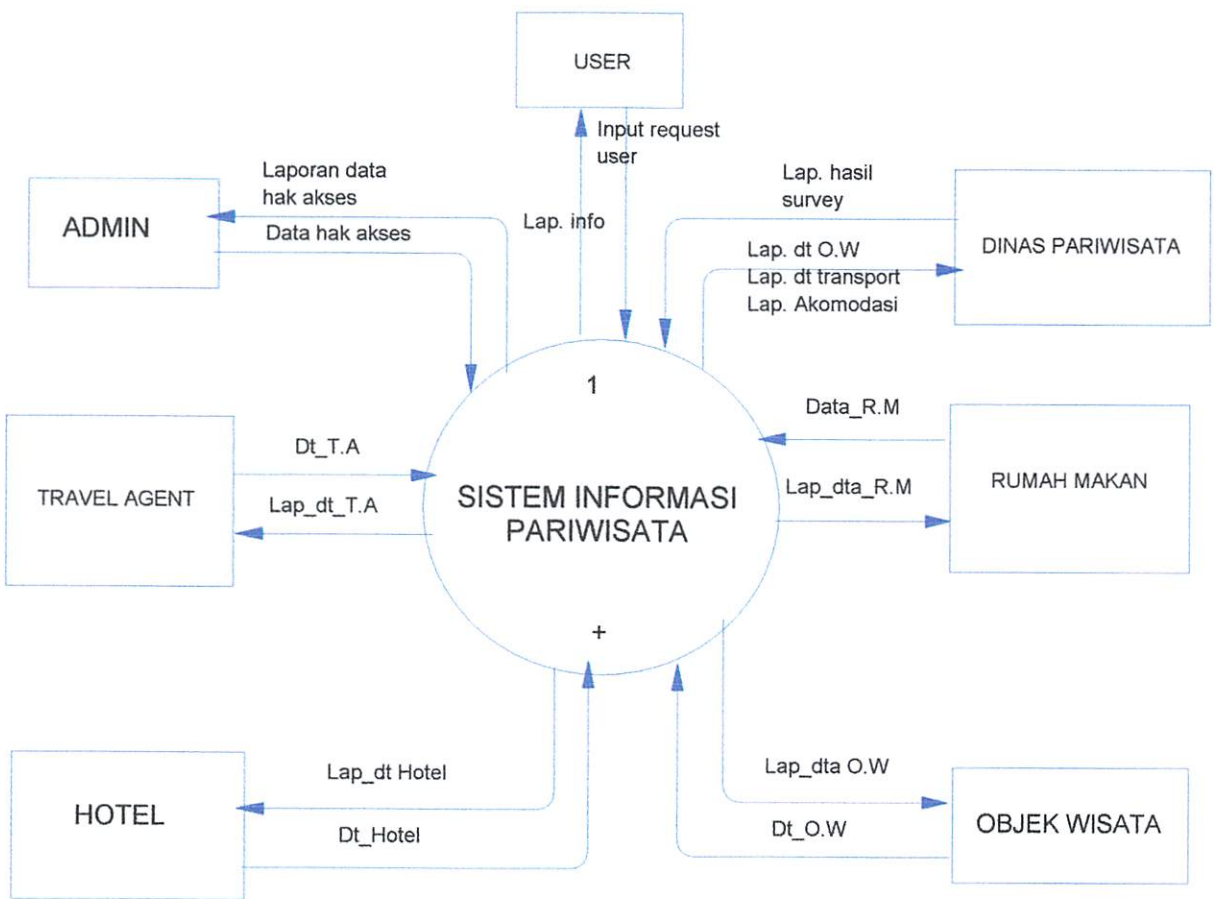 USER
Input request
user
Laporan data
hak akses
Lap. hasil
survey
ADMIN
Data hak akses
Lap. info
DINAS PARIWISATA
Lap. dt O.W
Lap. dt transport
Lap. Akomodasi
1
Data_R.M
Dt_T.A
TRAVEL AGENT
Lap_dt_T.A
SISTEM INFORMASI
PARIWISATA
Lap_dta_R.M
RUMAH MAKAN
+
Lap_dt Hotel
Lap_dta O.W
HOTEL
Dt_Hotel
Dt_O.W
OBJEK WISATA